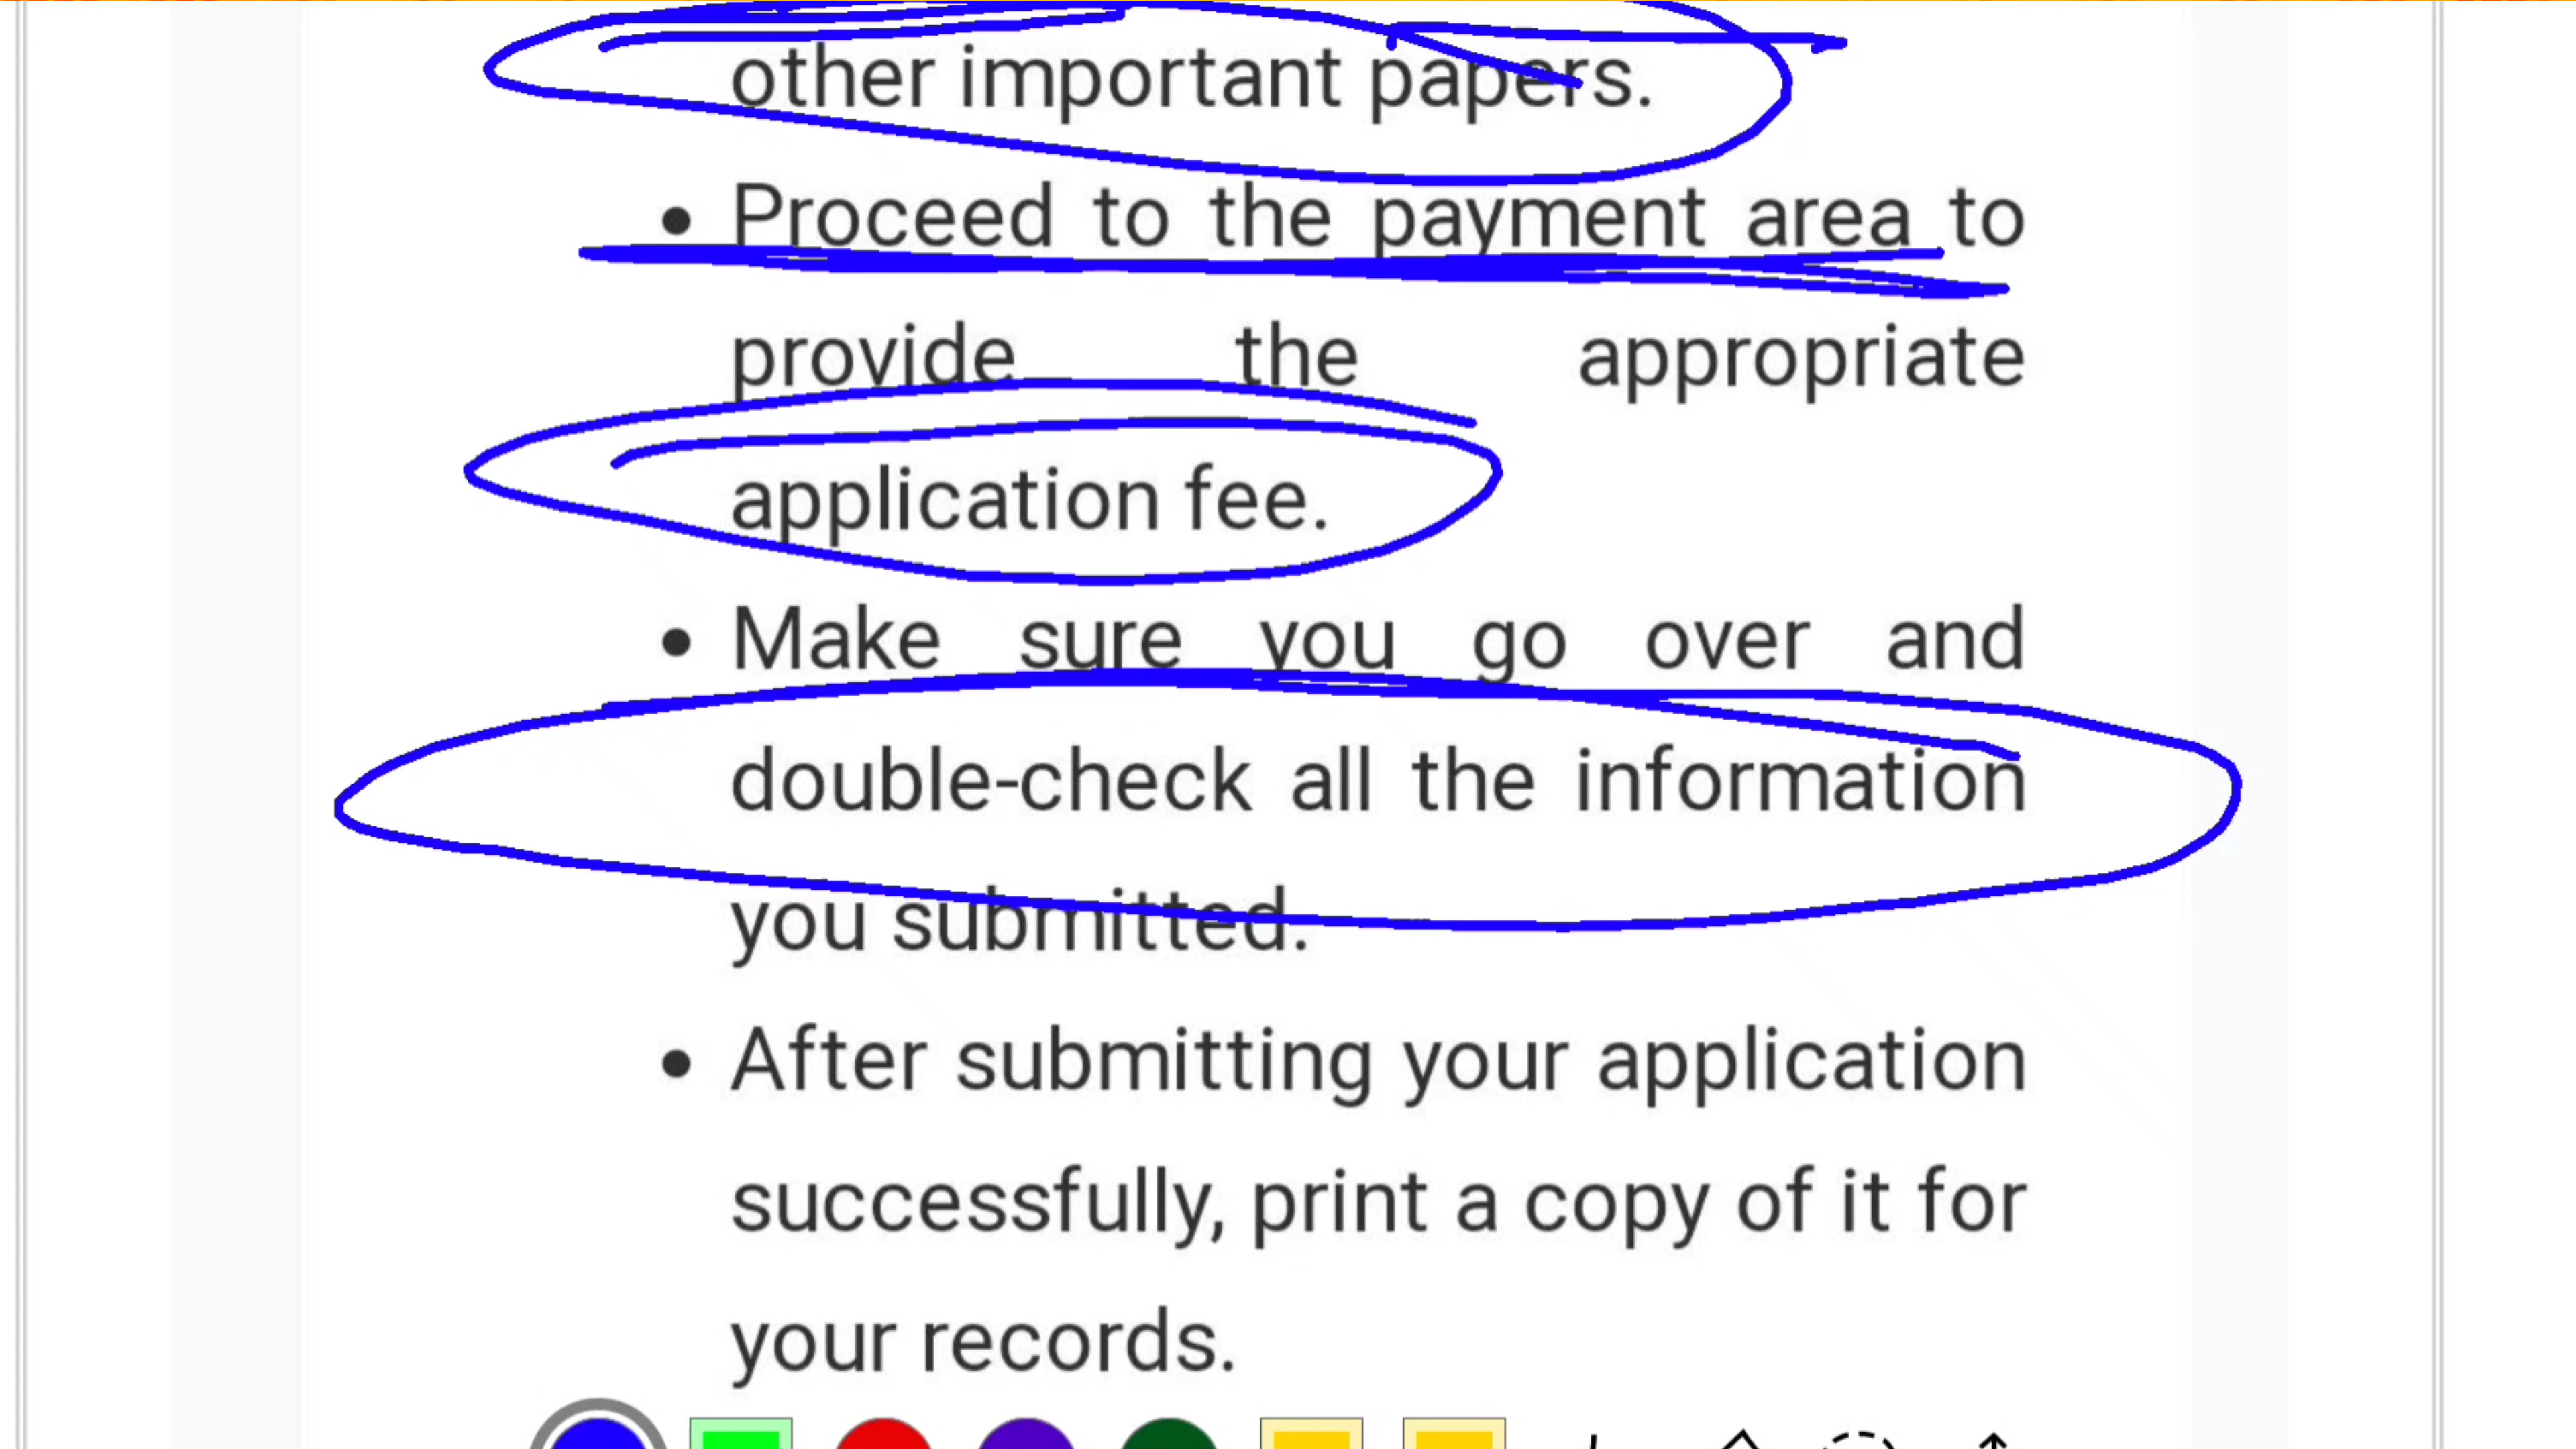 other important papers.
• Proceed to the payment area to
provide the appropriate
application fee.
• Make sure you go over and
double-check all the information
you submitted.
• After submitting your application
successfully, print a copy of it for
your records.